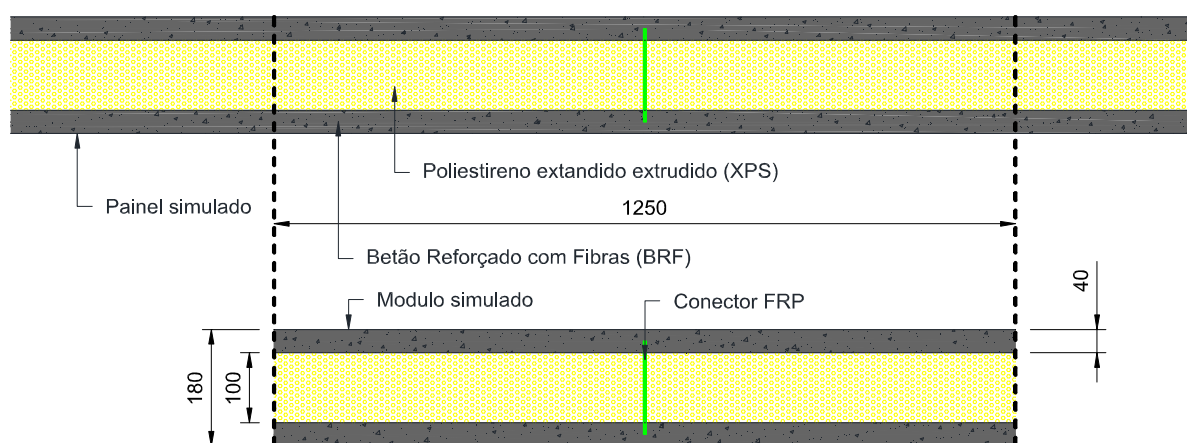 Poliestireno extandido extrudido (XPS)
Painel simulado
1250
Betão Reforçado com Fibras (BRF)
Modulo simulado
Conector FRP
40
180
100